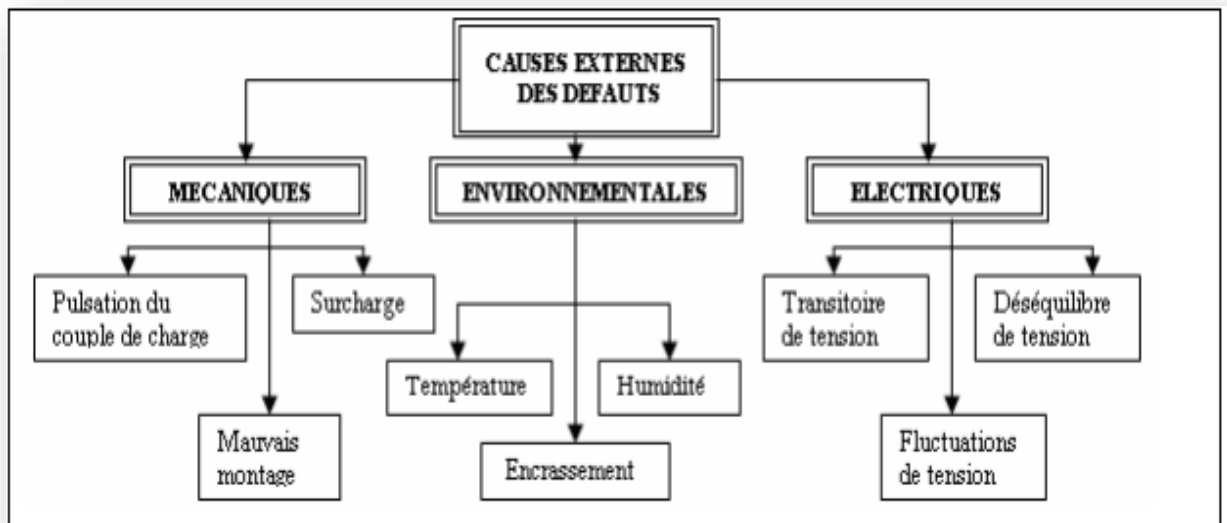 CAUSES EXTERNES
DES DEFAUTS
MECANIQUES
ENVIRONNEMENTALES
ELECTRIQUES
Pulsation du
couple de charge
Surcharge
Mauvais
montage
Température
Humidité
Encrassement
Transitoire
de tension
Déséquilibre
de tension
Fluctuations
de tension